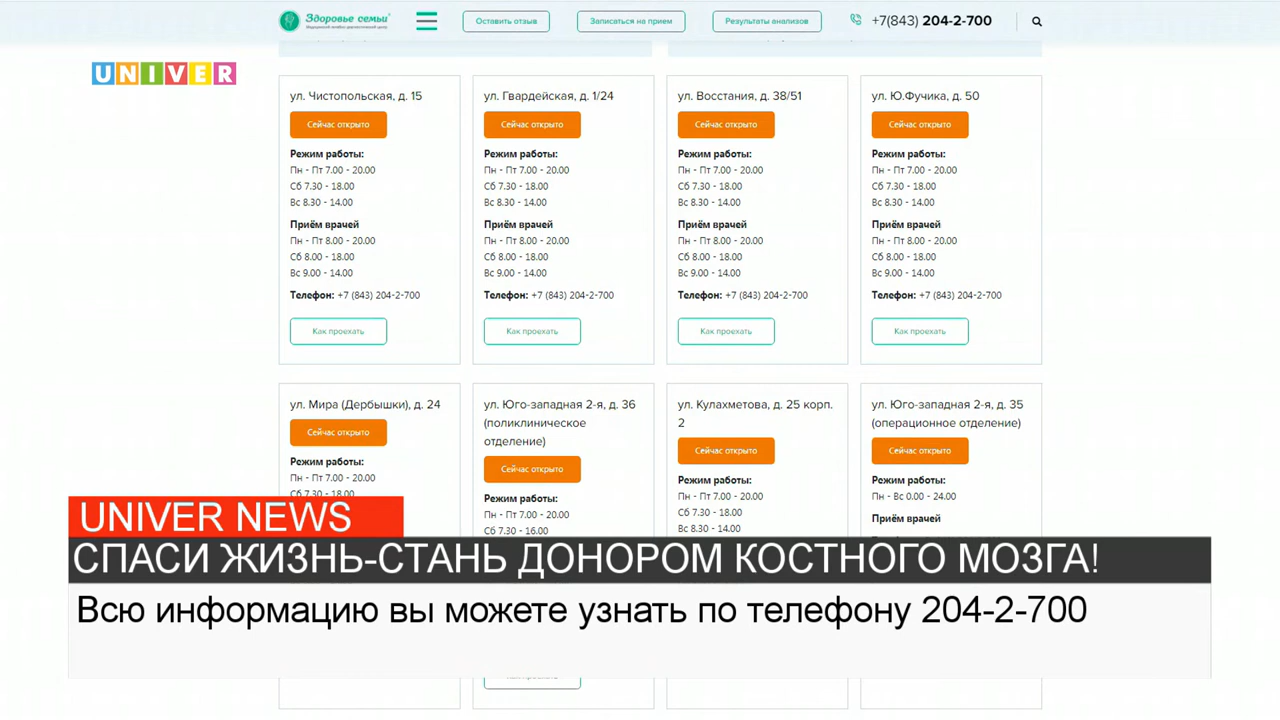 Здоровье семьи
Оставить отзыв
Записаться на прием
Результаты анализов
+7(843) 204-2-700
UNIVER
ул. Чистопольская, д. 15
Сейчас открыто
Режим работы:
Пн - Пт 7.00 - 20.00
Сб 7.30 - 18.00
Вс 8.30 - 14.00
Приём врачей
Пн - Пт 8.00 - 20.00
Сб 8.00 - 18.00
Вс 9.00 - 14.00
Телефон: +7 (843) 204-2-700
Как проехать
ул. Гвардейская, д. 1/24
Сейчас открыто
Режим работы:
Пн - Пт 7.00 - 20.00
Сб 7.30 - 18.00
Вс 8.30 - 14.00
Приём врачей
Пн - Пт 8.00 - 20.00
Сб 8.00 - 18.00
Вс 9.00 - 14.00
Телефон: +7 (843) 204-2-700
Как проехать
ул. Восстания, д. 38/51
Сейчас открыто
Режим работы:
Пн - Пт 7.00 - 20.00
Сб 7.30 - 18.00
Вс 8.30 - 14.00
Приём врачей
Пн - Пт 8.00 - 20.00
Сб 8.00 - 18.00
Вс 9.00 - 14.00
Телефон: +7 (843) 204-2-700
Как проехать
ул. Ю.Фучика, д. 50
Сейчас открыто
Режим работы:
Пн - Пт 7.00 - 20.00
Сб 7.30 - 18.00
Вс 8.30 - 14.00
Приём врачей
Пн - Пт 8.00 - 20.00
Сб 8.00 - 18.00
Вс 9.00 - 14.00
Телефон: +7 (843) 204-2-700
Как проехать
ул. Мира (Дербышки), д. 24
Сейчас открыто
Режим работы:
Пн - Пт 7.00 - 20.00
Сб 7.30 - 18.00
ул. Юго-западная 2-я, д. 36
(поликлиническое
отделение)
Сейчас открыто
Режим работы:
Пн - Пт 7.00 - 20.00
Сб 7.30 - 16.00
ул. Кулахметова, д. 25 корп.
2
Сейчас открыто
Режим работы:
Пн - Пт 7.00 - 20.00
Сб 7.30 - 18.00
Вс 8.30 - 14.00
ул. Юго-западная 2-я, д. 35
(операционное отделение)
Сейчас открыто
Режим работы:
Пн - Вс 0.00 - 24.00
Приём врачей
UNIVER NEWS
СПАСИ ЖИЗНЬ-СТАНЬ ДОНОРОМ КОСТНОГО МОЗГА!
Всю информацию вы можете узнать по телефону 204-2-700